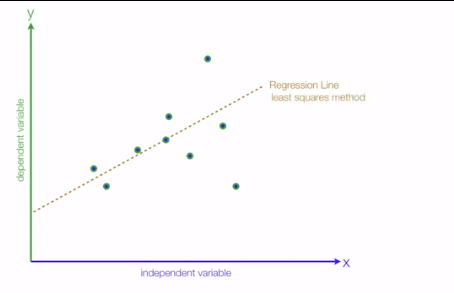 y
Regression Line
least squares method
dependent variable
x
independent variable